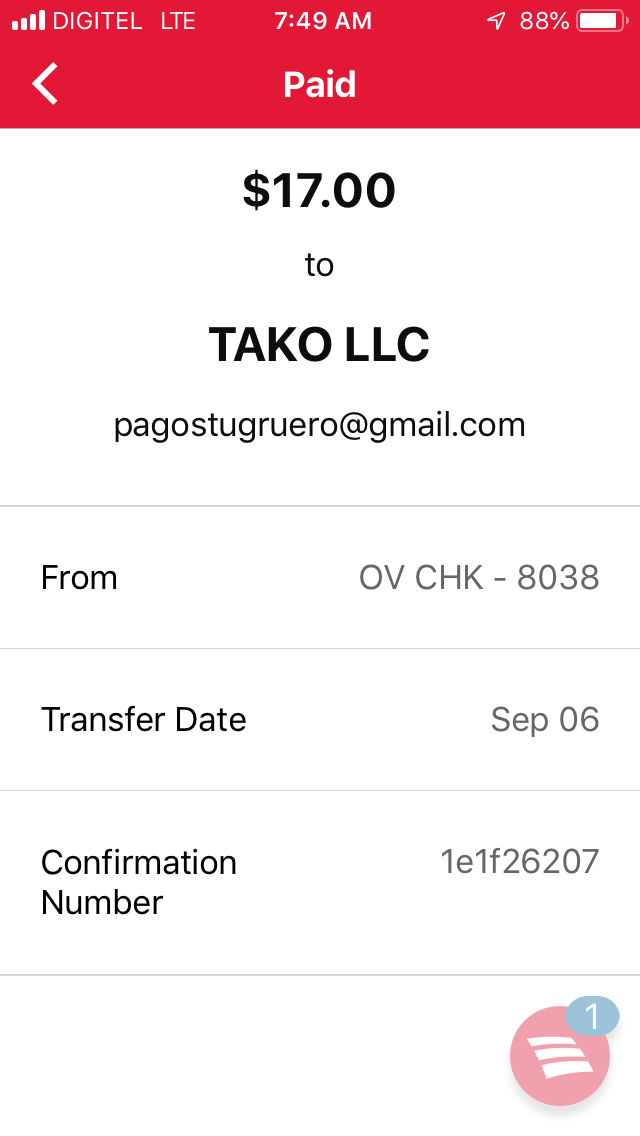 DIGITEL LTE 7:49 AM 88%
Paid
$17.00
to
TAKO LLC
pagostugruero@gmail.com
From OV CHK - 8038
Transfer Date Sep 06
Confirmation Number 1e1f26207
1